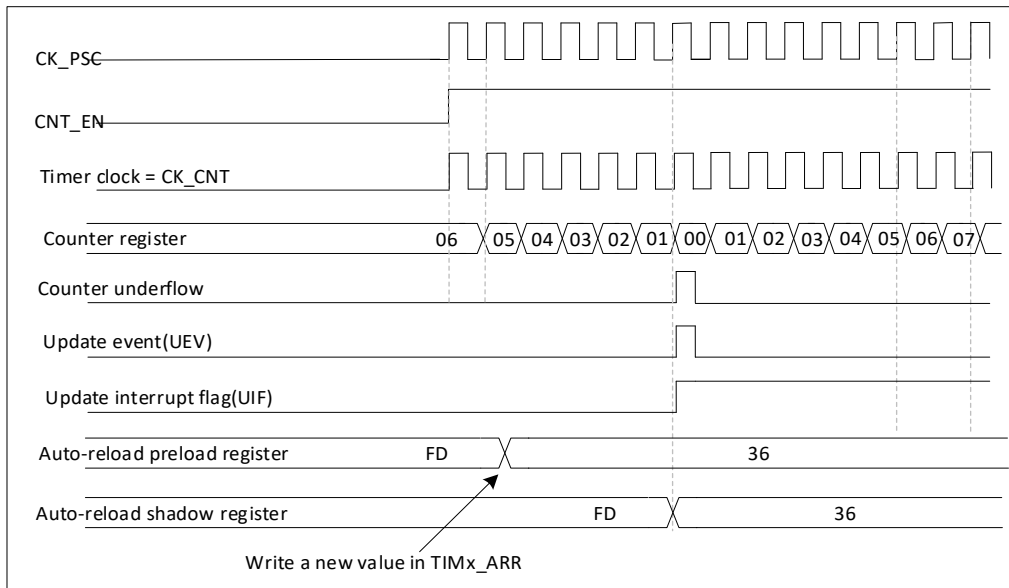 CK_PSC
CNT_EN
Timer clock = CK_CNT
Counter register 06 05 04 03 02 01 00 01 02 03 04 05 06 07
Counter underflow
Update event(UEV)
Update interrupt flag(UIF)
Auto-reload preload register FD 36
Auto-reload shadow register FD 36
Write a new value in TIMx_ARR